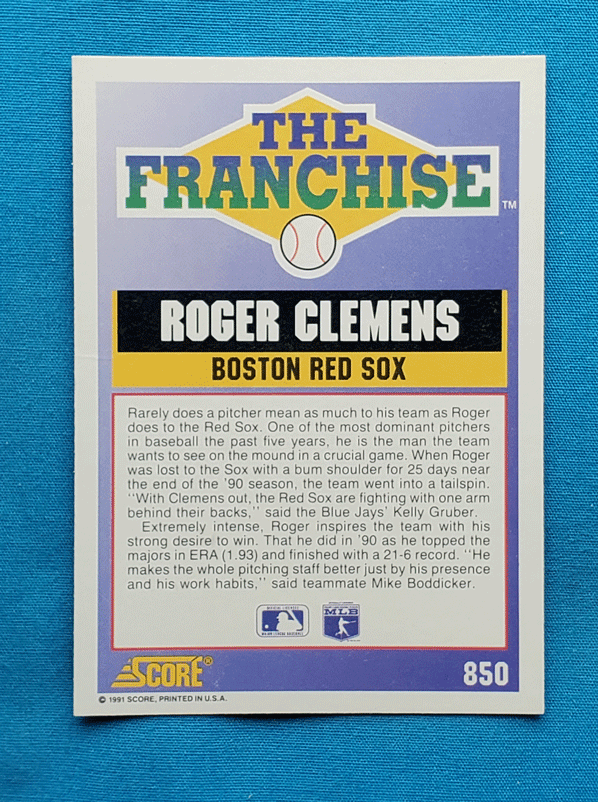 THE
FRANCHISE TM
ROGER CLEMENS
BOSTON RED SOX
Rarely does a pitcher mean as much to his team as Roger
does to the Red Sox. One of the most dominant pitchers
in baseball the past five years, he is the man the team
wants to see on the mound in a crucial game. When Roger
was lost to the Sox with a bum shoulder for 25 days near
the end of the '90 season, the team went into a tailspin.
"With Clemens out, the Red Sox are fighting with one arm
behind their backs," said the Blue Jays' Kelly Gruber.
Extremely intense, Roger inspires the team with his
strong desire to win. That he did in '90 as he topped the
majors in ERA (1.93) and finished with a 21-6 record. "He
makes the whole pitching staff better just by his presence
and his work habits," said teammate Mike Boddicker.
MLB
SCORE®
850
© 1991 SCORE, PRINTED IN U.S.A.